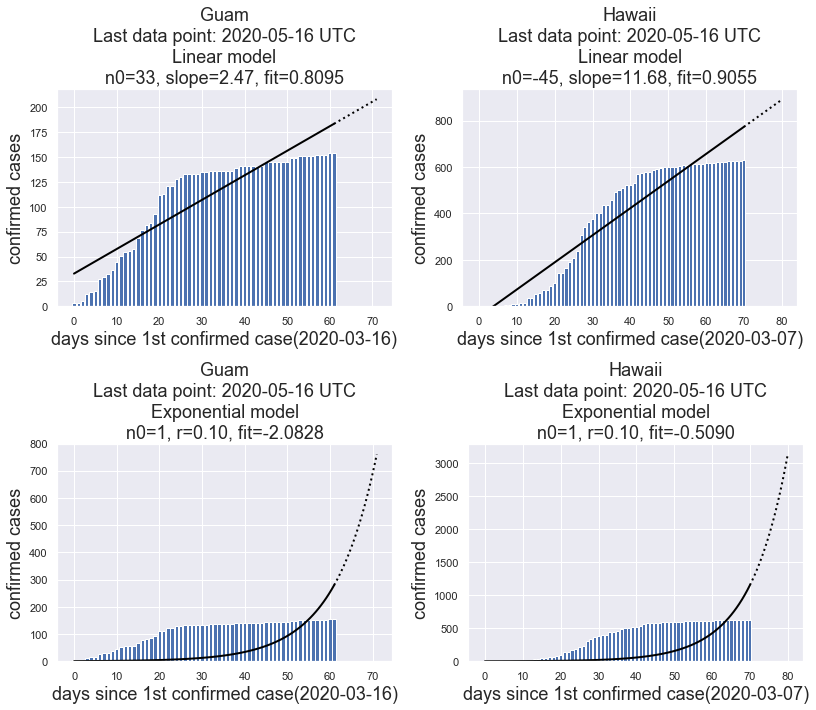 Guam
Last data point: 2020-05-16 UTC
Linear model
n0=33, slope=2.47, fit=0.8095
confirmed cases
200
175
150
125
100
75
50
25
0
0 10 20 30 40 50 60 70
days since 1st confirmed case(2020-03-16)
Hawaii
Last data point: 2020-05-16 UTC
Linear model
n0=-45, slope=11.68, fit=0.9055
confirmed cases
800
600
400
200
0
0 10 20 30 40 50 60 70 80
days since 1st confirmed case(2020-03-07)
Guam
Last data point: 2020-05-16 UTC
Exponential model
n0=1, r=0.10, fit=-2.0828
confirmed cases
800
700
600
500
400
300
200
100
0
0 10 20 30 40 50 60 70
days since 1st confirmed case(2020-03-16)
Hawaii
Last data point: 2020-05-16 UTC
Exponential model
n0=1, r=0.10, fit=-0.5090
confirmed cases
3000
2500
2000
1500
1000
500
0
0 10 20 30 40 50 60 70 80
days since 1st confirmed case(2020-03-07)